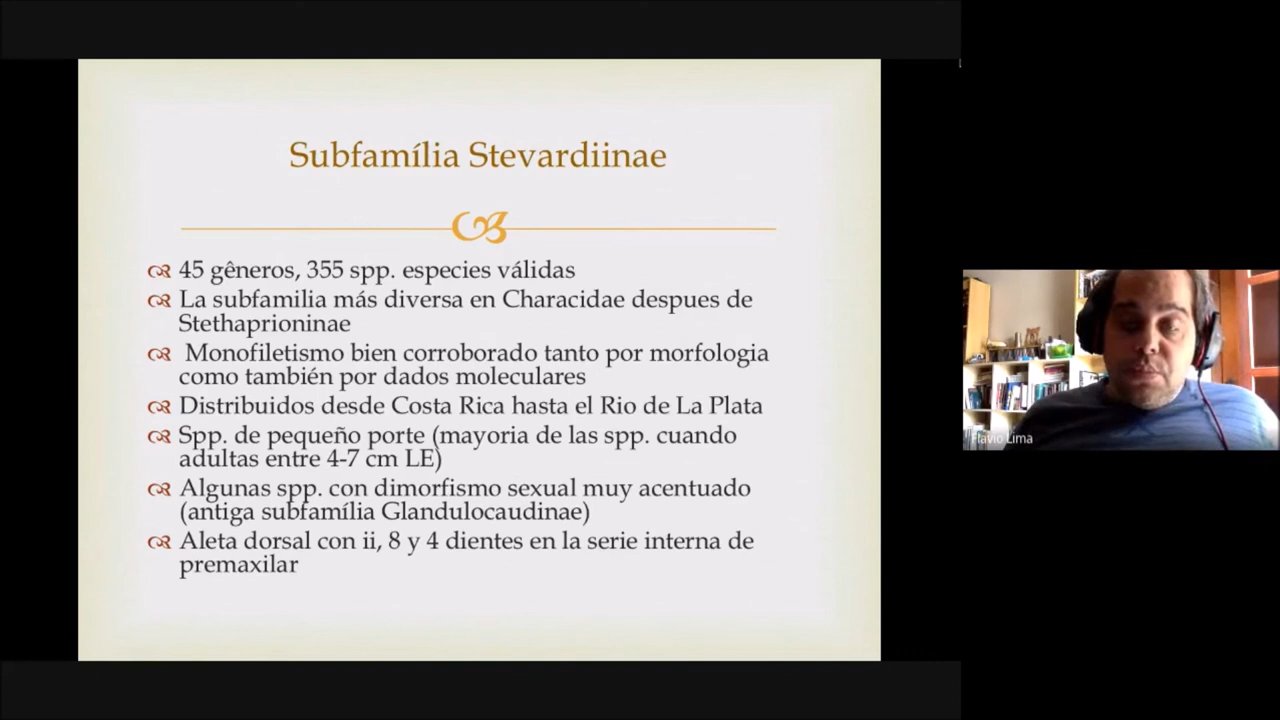 Subfamília Stevardiinae
45 gêneros, 355 spp. especies válidas
La subfamilia más diversa en Characidae despues de
Stethaprioninae
Monofiletismo bien corroborado tanto por morfologia
como también por dados moleculares
Distribuidos desde Costa Rica hasta el Rio de La Plata
Spp. de pequeño porte (mayoria de las spp. cuando
adultas entre 4-7 cm LE)
Algunas spp. con dimorfismo sexual muy acentuado
(antiga subfamília Glandulocaudinae)
Aleta dorsal con ii, 8 y 4 dientes en la serie interna de
premaxilar
Flavio Lima